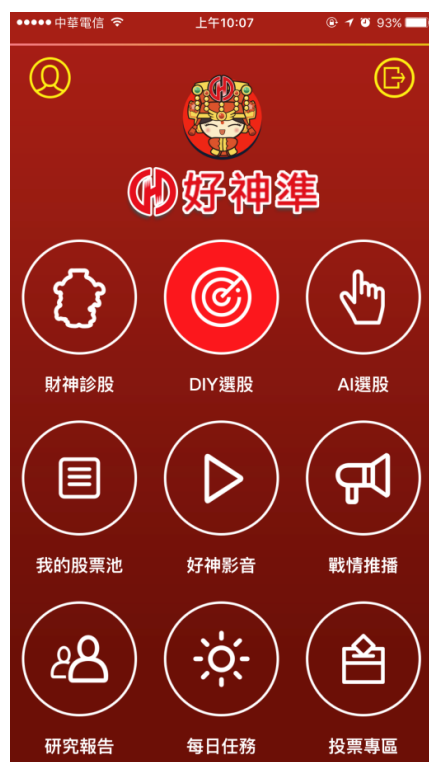 中華電信 上午10:07 93%
好神準
財神診股 DIY選股 AI選股
我的股票池 好神影音 戰情推播
研究報告 每日任務 投票專區